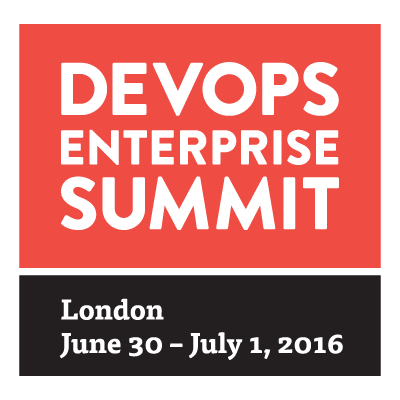 DEVOPS
ENTERPRISE
SUMMIT
London
June 30 – July 1, 2016